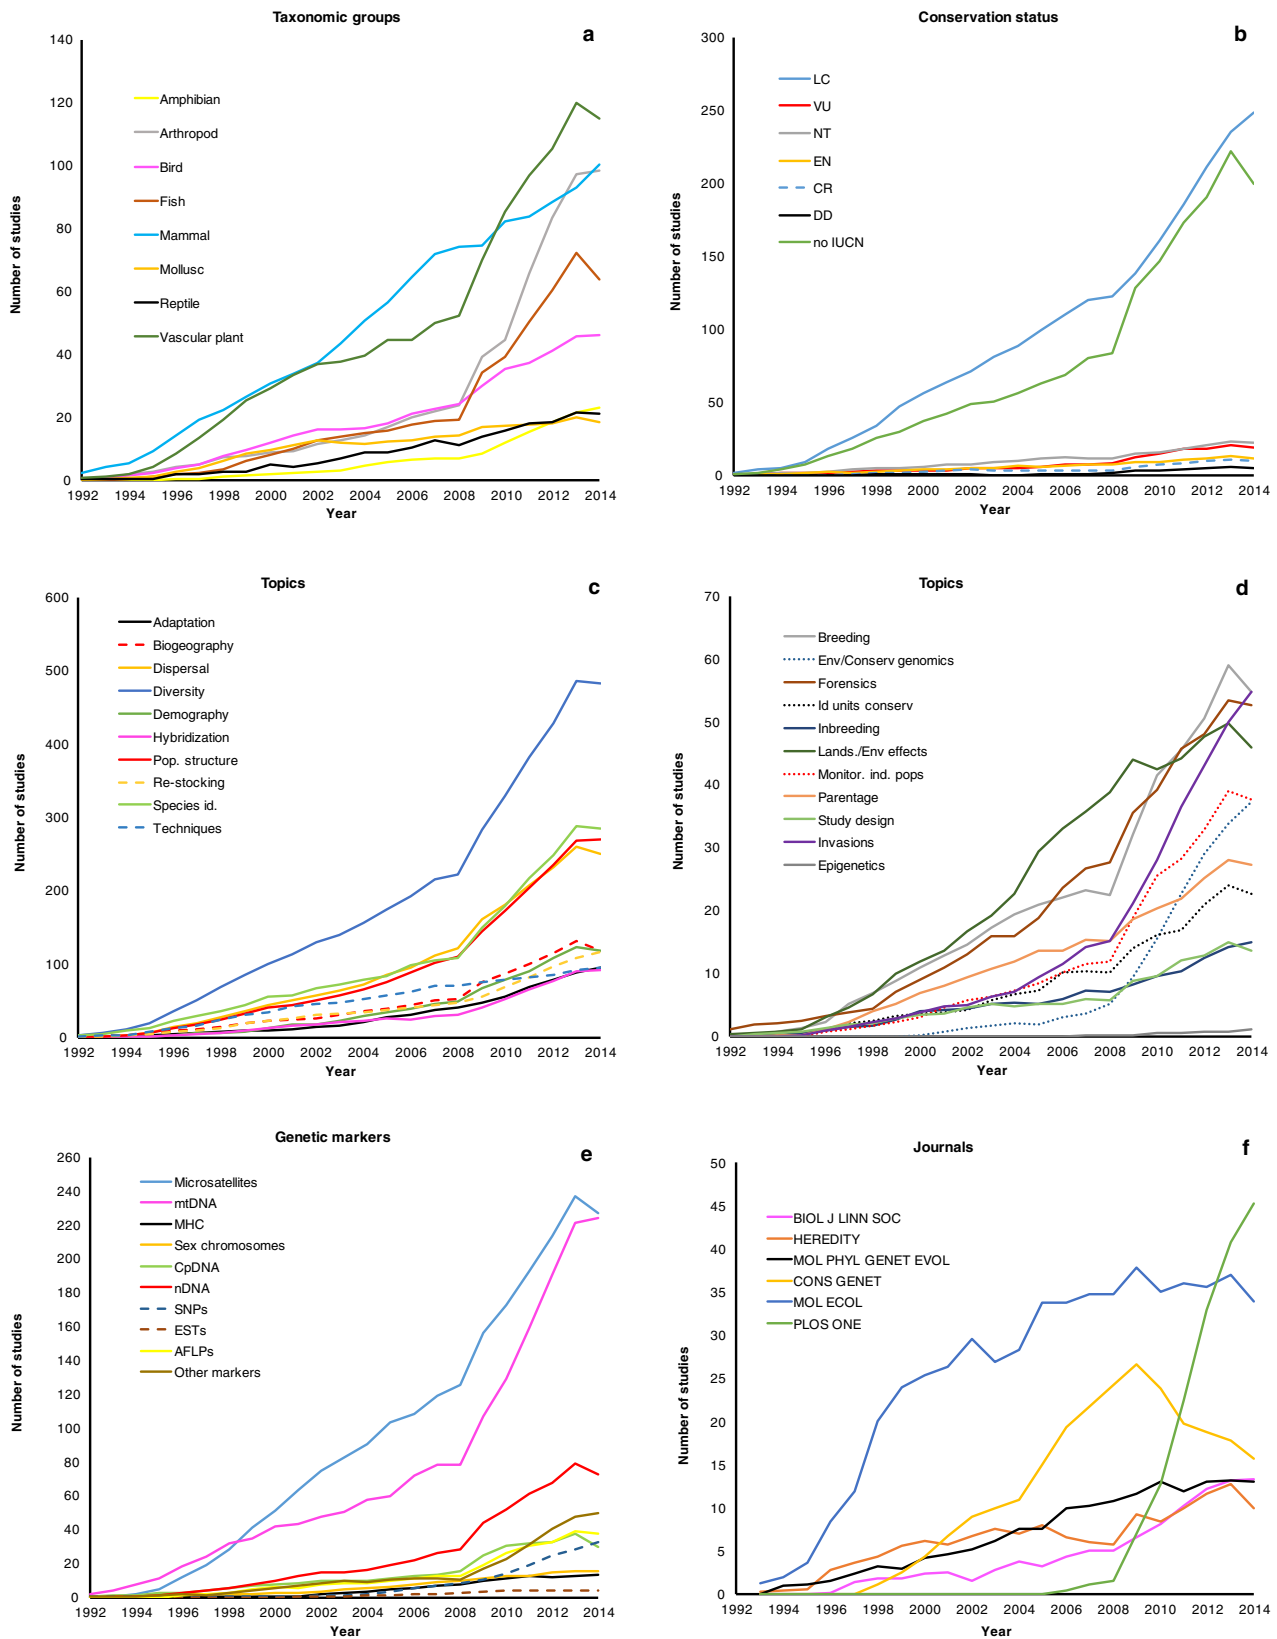 Taxonomic groups
a
140
120
100
80
60
40
20
0
Number of studies
Amphibian
Arthropod
Bird
Fish
Mammal
Mollusc
Reptile
Vascular plant
1992 1994 1996 1998 2000 2002 2004 2006 2008 2010 2012 2014
Year
Conservation status
b
300
250
200
150
100
50
0
Number of studies
LC
VU
NT
EN
CR
DD
no IUCN
1992 1994 1996 1998 2000 2002 2004 2006 2008 2010 2012 2014
Year
Topics
c
600
500
400
300
200
100
0
Number of studies
Adaptation
Biogeography
Dispersal
Diversity
Demography
Hybridization
Pop. structure
Re-stocking
Species id.
Techniques
1992 1994 1996 1998 2000 2002 2004 2006 2008 2010 2012 2014
Year
Topics
d
70
60
50
40
30
20
10
0
Number of studies
Breeding
Env/Conserv genomics
Forensics
Id units conserv
Inbreeding
Lands./Env effects
Monitor. ind. pops
Parentage
Study design
Invasions
Epigenetics
1992 1994 1996 1998 2000 2002 2004 2006 2008 2010 2012 2014
Year
Genetic markers
e
260
240
220
200
180
160
140
120
100
80
60
40
20
0
Number of studies
Microsatellites
mtDNA
MHC
Sex chromosomes
CpDNA
nDNA
SNPs
ESTs
AFLPs
Other markers
1992 1994 1996 1998 2000 2002 2004 2006 2008 2010 2012 2014
Year
Journals
f
50
45
40
35
30
25
20
15
10
5
0
Number of studies
BIOL J LINN SOC
HEREDITY
MOL PHYL GENET EVOL
CONS GENET
MOL ECOL
PLOS ONE
1992 1994 1996 1998 2000 2002 2004 2006 2008 2010 2012 2014
Year